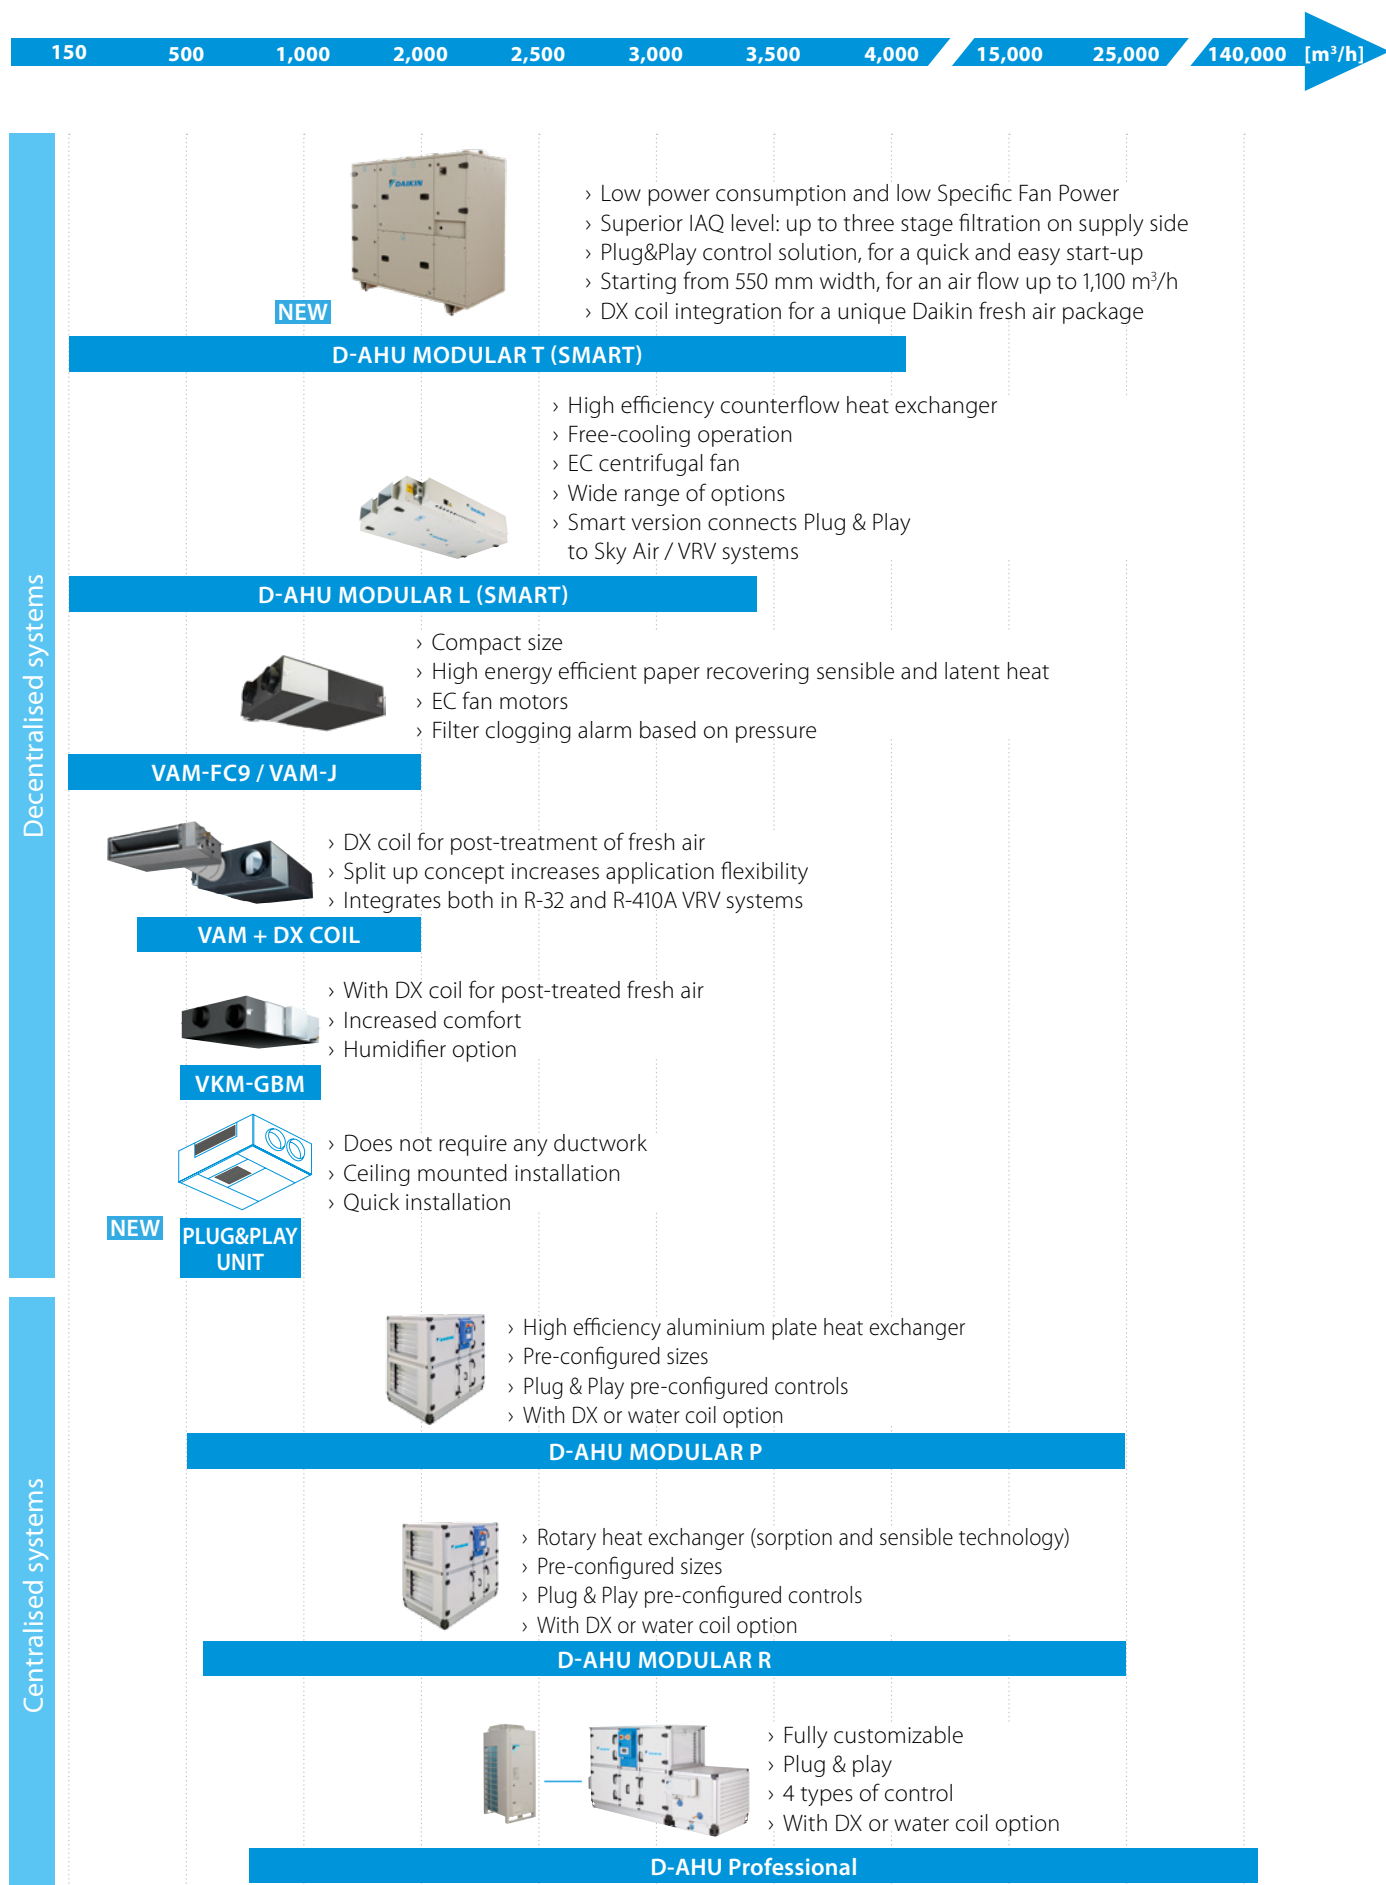 150 500 1,000 2,000 2,500 3,000 3,500 4,000 15,000 25,000 140,000 [m³/h]
Decentralised systems
DAIKIN
› Low power consumption and low Specific Fan Power
› Superior IAQ level: up to three stage filtration on supply side
› Plug&Play control solution, for a quick and easy start-up
› Starting from 550 mm width, for an air flow up to 1,100 m³/h
› DX coil integration for a unique Daikin fresh air package
NEW
D-AHU MODULAR T (SMART)
› High efficiency counterflow heat exchanger
› Free-cooling operation
› EC centrifugal fan
› Wide range of options
› Smart version connects Plug & Play
to Sky Air / VRV systems
D-AHU MODULAR L (SMART)
› Compact size
› High energy efficient paper recovering sensible and latent heat
› EC fan motors
› Filter clogging alarm based on pressure
VAM-FC9 / VAM-J
› DX coil for post-treatment of fresh air
› Split up concept increases application flexibility
› Integrates both in R-32 and R-410A VRV systems
VAM + DX COIL
› With DX coil for post-treated fresh air
› Increased comfort
› Humidifier option
VKM-GBM
› Does not require any ductwork
› Ceiling mounted installation
› Quick installation
NEW
PLUG&PLAY
UNIT
Centralised systems
› High efficiency aluminium plate heat exchanger
› Pre-configured sizes
› Plug & Play pre-configured controls
› With DX or water coil option
D-AHU MODULAR P
› Rotary heat exchanger (sorption and sensible technology)
› Pre-configured sizes
› Plug & Play pre-configured controls
› With DX or water coil option
D-AHU MODULAR R
› Fully customizable
› Plug & play
› 4 types of control
› With DX or water coil option
D-AHU Professional